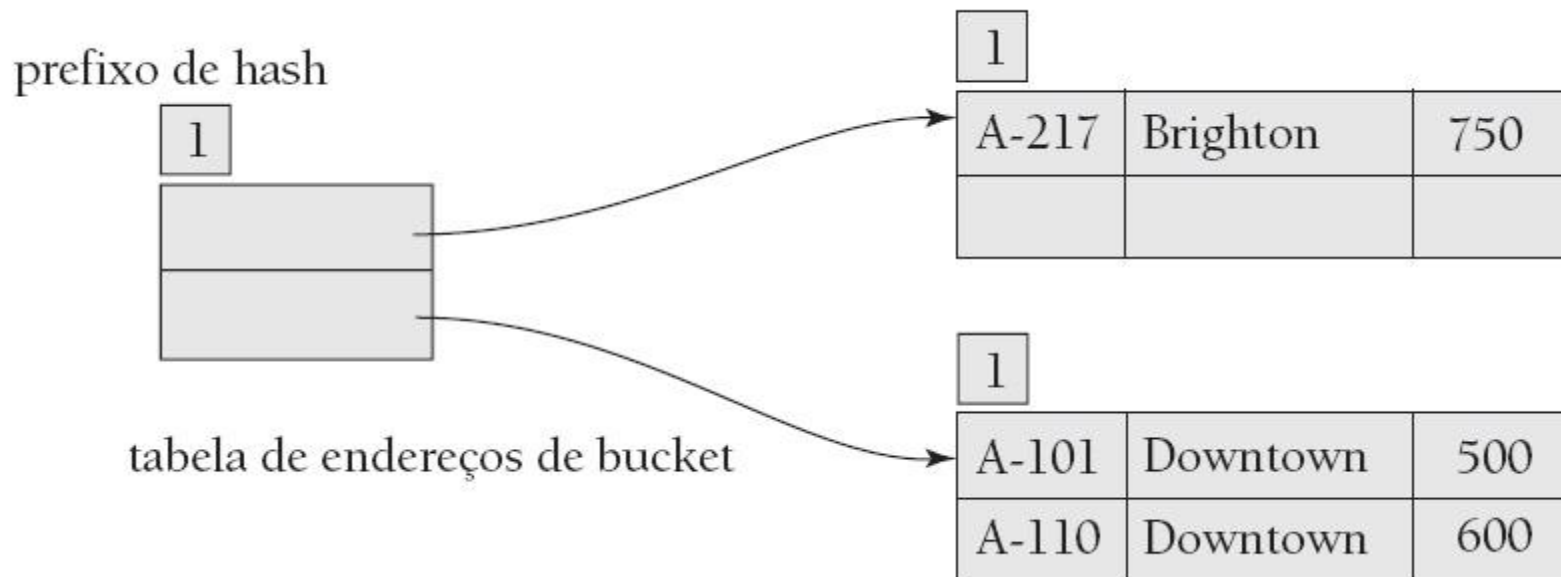 prefixo de hash
1
tabela de endereços de bucket
1
A-217 Brighton 750
1
A-101 Downtown 500
A-110 Downtown 600